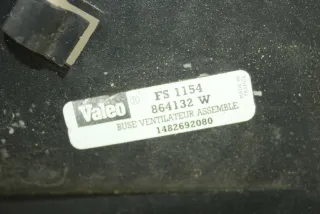 Valeo
FS 1154
864132 W
BUSE VENTILATEUR ASSEMBLE
1482692080